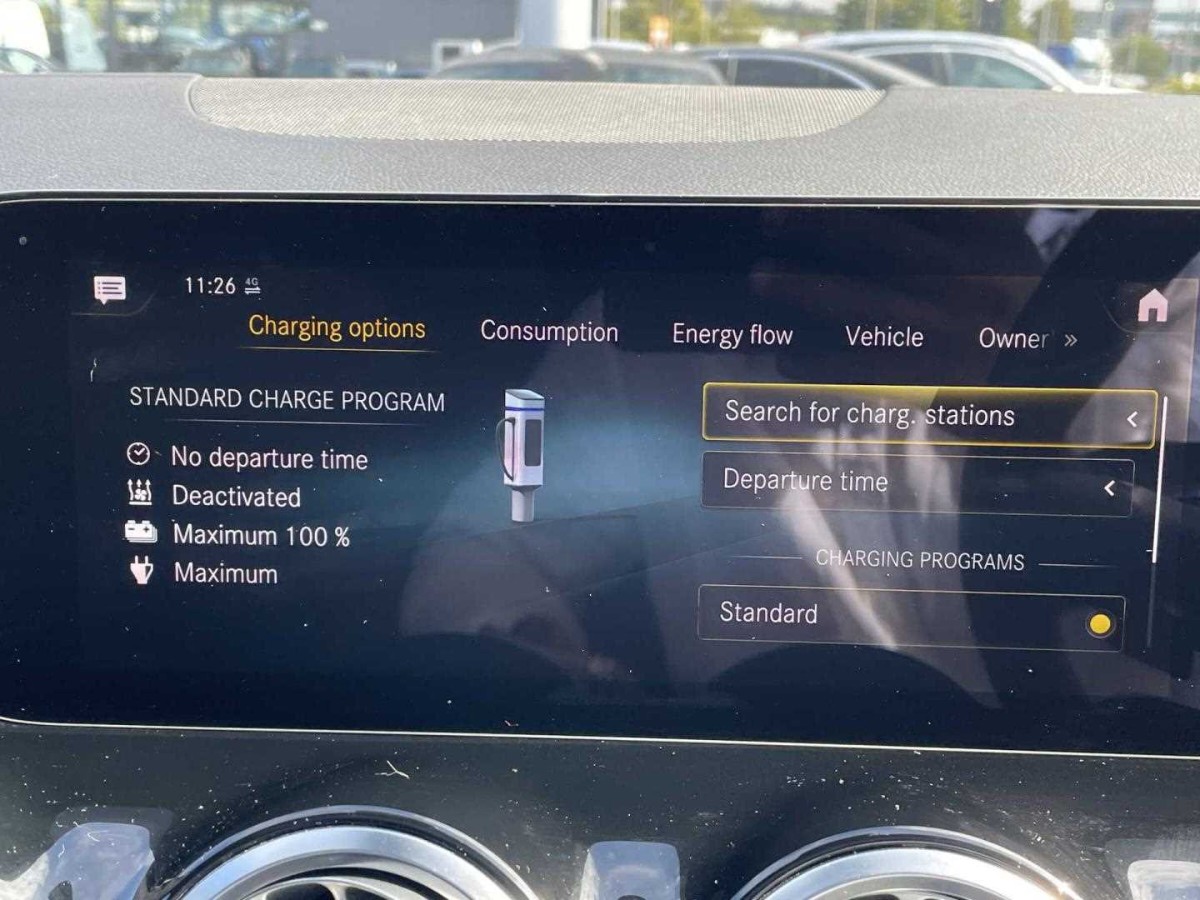 11:26 4G
Charging options Consumption Energy flow Vehicle Owner »
STANDARD CHARGE PROGRAM
No departure time
Deactivated
Maximum 100 %
Maximum
Search for charg. stations
Departure time
CHARGING PROGRAMS
Standard